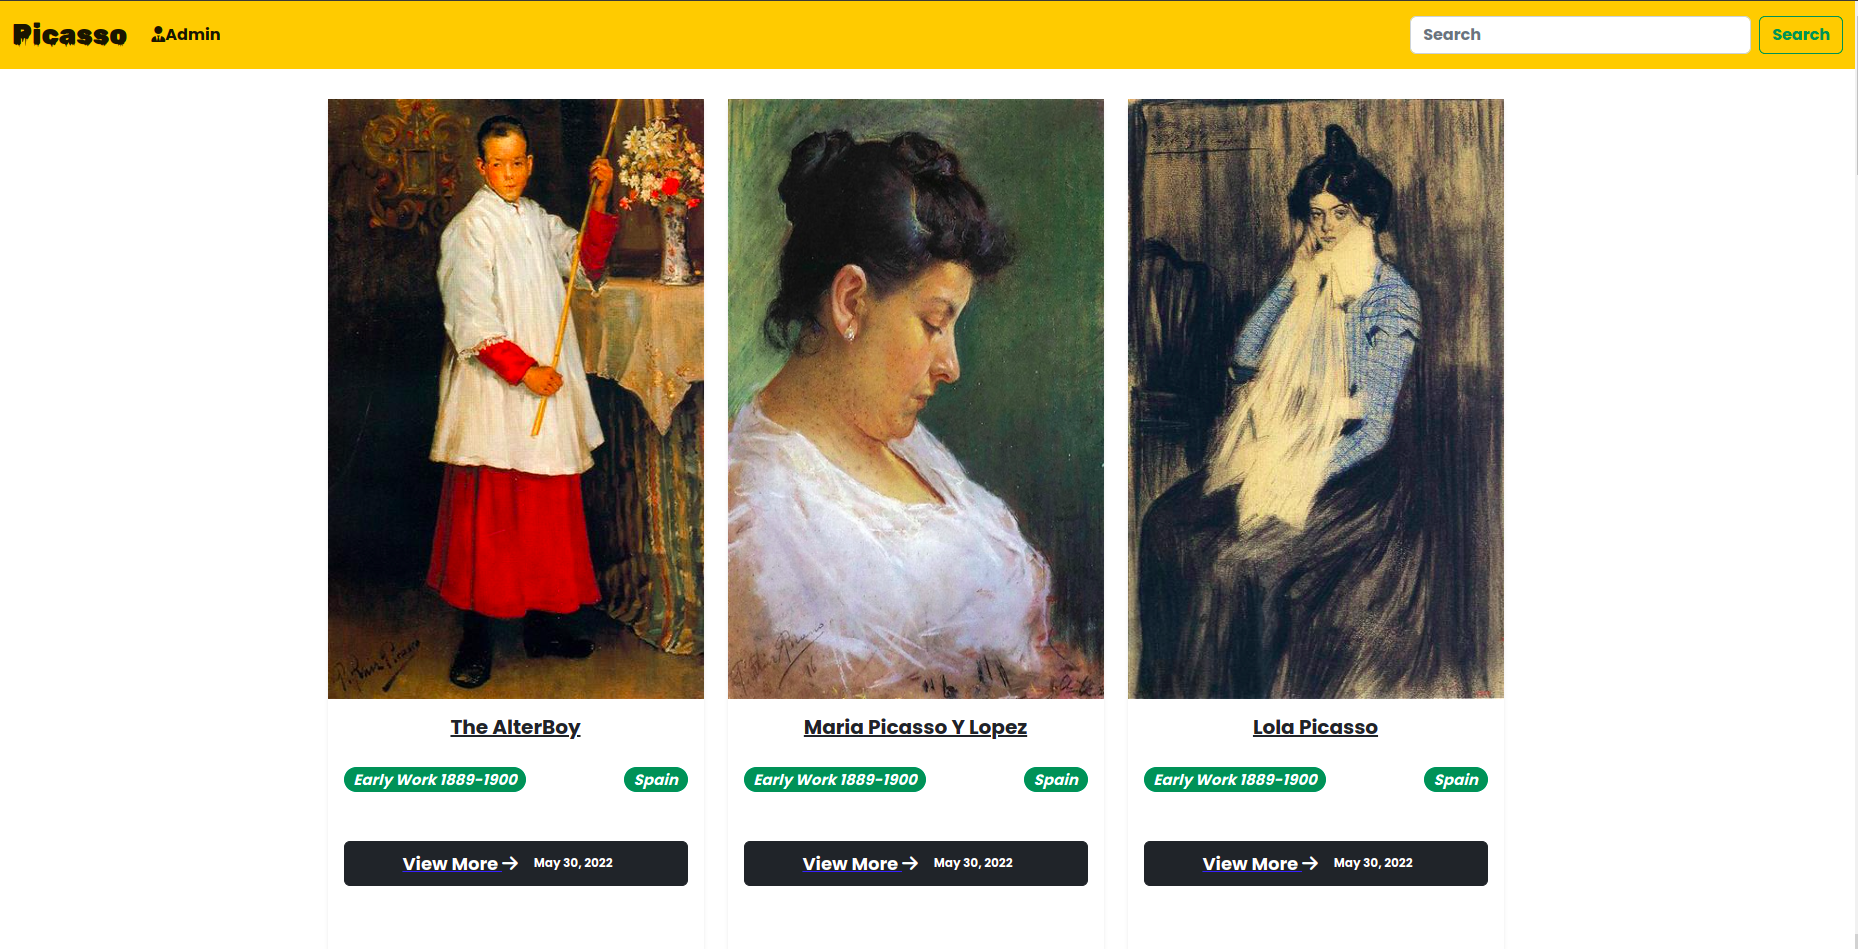 Picasso Admin Search Search
P. Ruiz Picasso
The AlterBoy
Early Work 1889-1900 Spain
View More → May 30, 2022
Maria Picasso Y Lopez
Early Work 1889-1900 Spain
View More → May 30, 2022
Lola Picasso
Early Work 1889-1900 Spain
View More → May 30, 2022